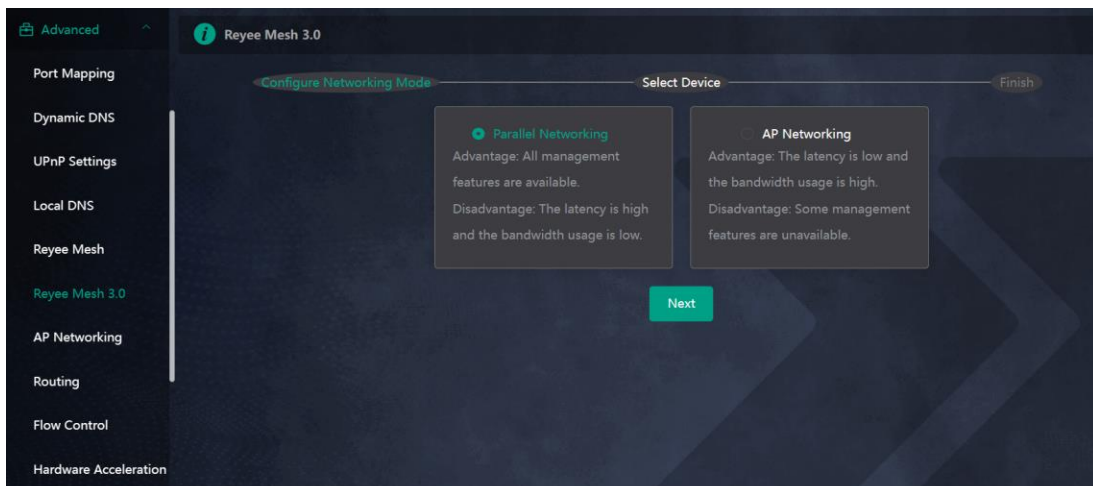 Advanced
Port Mapping
Dynamic DNS
UPnP Settings
Local DNS
Reyee Mesh
Reyee Mesh 3.0
AP Networking
Routing
Flow Control
Hardware Acceleration
i Reyee Mesh 3.0
Configure Networking Mode
Select Device
Finish
Parallel Networking
Advantage: All management
features are available.
Disadvantage: The latency is high
and the bandwidth usage is low.
AP Networking
Advantage: The latency is low and
the bandwidth usage is high.
Disadvantage: Some management
features are unavailable.
Next